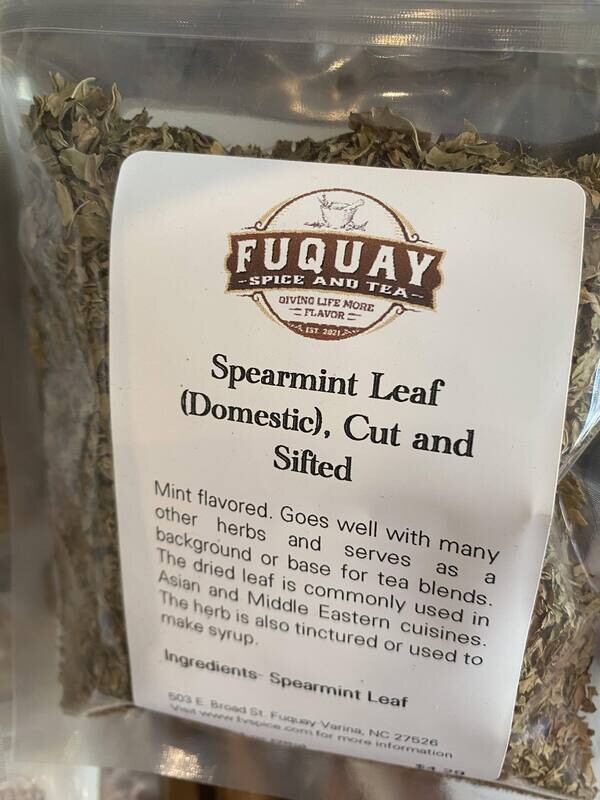 FUQUAY
-SPICE AND TEA-
GIVING LIFE MORE
FLAVOR
EST. 2021
Spearmint Leaf
(Domestic), Cut and
Sifted
Mint flavored. Goes well with many
other herbs and serves as a
background or base for tea blends.
The dried leaf is commonly used in
Asian and Middle Eastern cuisines.
The herb is also tinctured or used to
make syrup.
Ingredients- Spearmint Leaf
503 E. Broad St. Fuquay-Varina, NC 27526
Visit www.fvspice.com for more information
$4.29